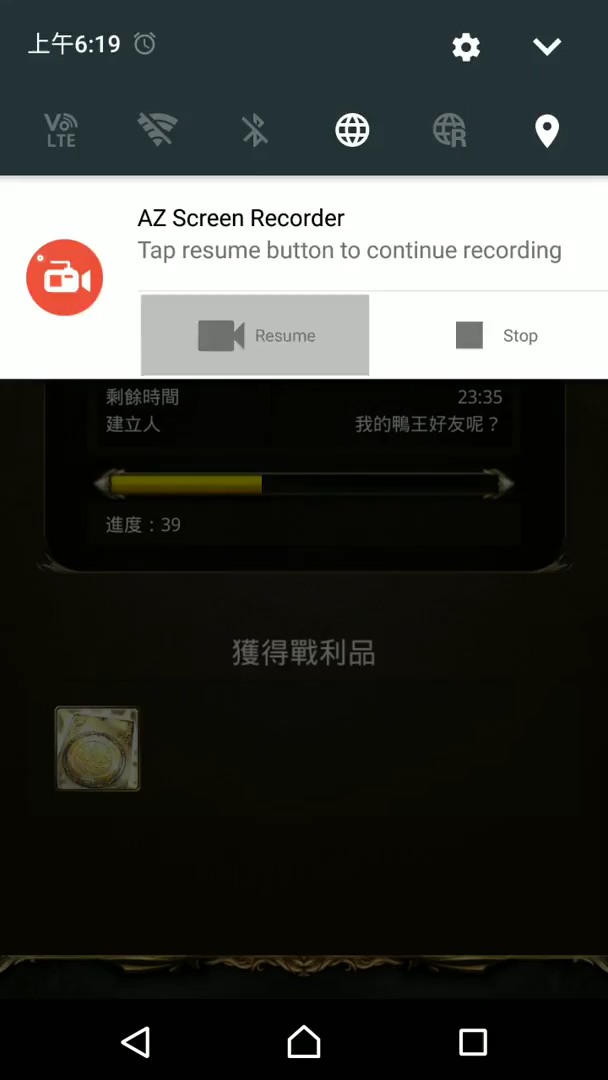 上午6:19
VoLTE
R
AZ Screen Recorder
Tap resume button to continue recording
Resume
Stop
剩餘時間 23:35
建立人 我的鴨王好友呢？
進度：39
獲得戰利品